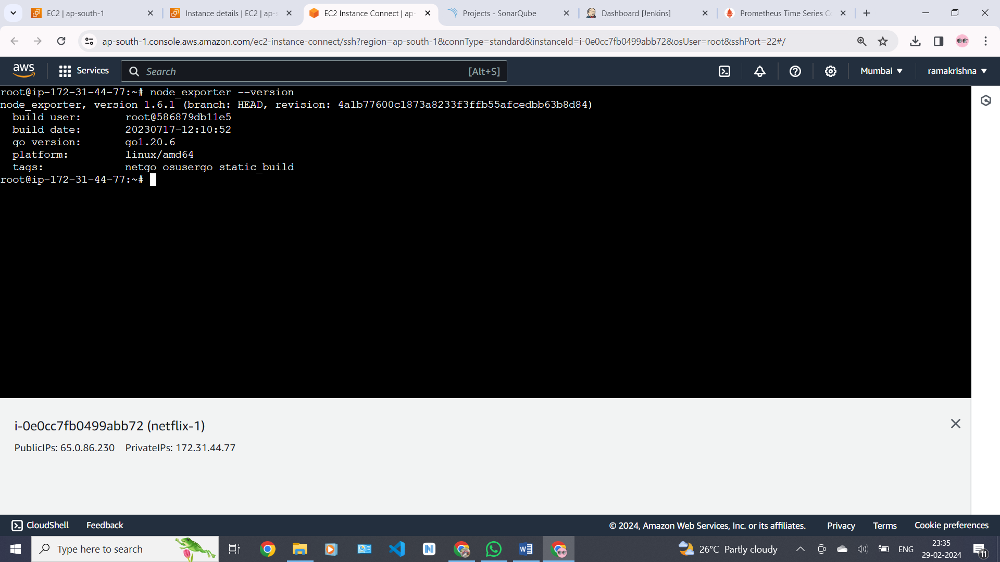 EC2 | ap-south-1
Instance details | EC2 | ap-s
EC2 Instance Connect | ap-
Projects - SonarQube
Dashboard [Jenkins]
Prometheus Time Series Co
ap-south-1.console.aws.amazon.com/ec2-instance-connect/ssh?region=ap-south-1&connType=standard&instanceId=i-0e0cc7fb0499abb72&osUser=root&sshPort=22#/
aws Services Search [Alt+S] Mumbai ramakrishna
root@ip-172-31-44-77:~# node_exporter --version
node_exporter, version 1.6.1 (branch: HEAD, revision: 4a1b77600c1873a8233f3ffb55afcedbb63b8d84)
build user: root@586879db11e5
build date: 20230717-12:10:52
go version: go1.20.6
platform: linux/amd64
tags: netgo osusergo static_build
root@ip-172-31-44-77:~#
i-0e0cc7fb0499abb72 (netflix-1)
PublicIPs: 65.0.86.230 PrivateIPs: 172.31.44.77
CloudShell Feedback © 2024, Amazon Web Services, Inc. or its affiliates. Privacy Terms Cookie preferences
Type here to search
26°C Partly cloudy
ENG
23:35
29-02-2024
11